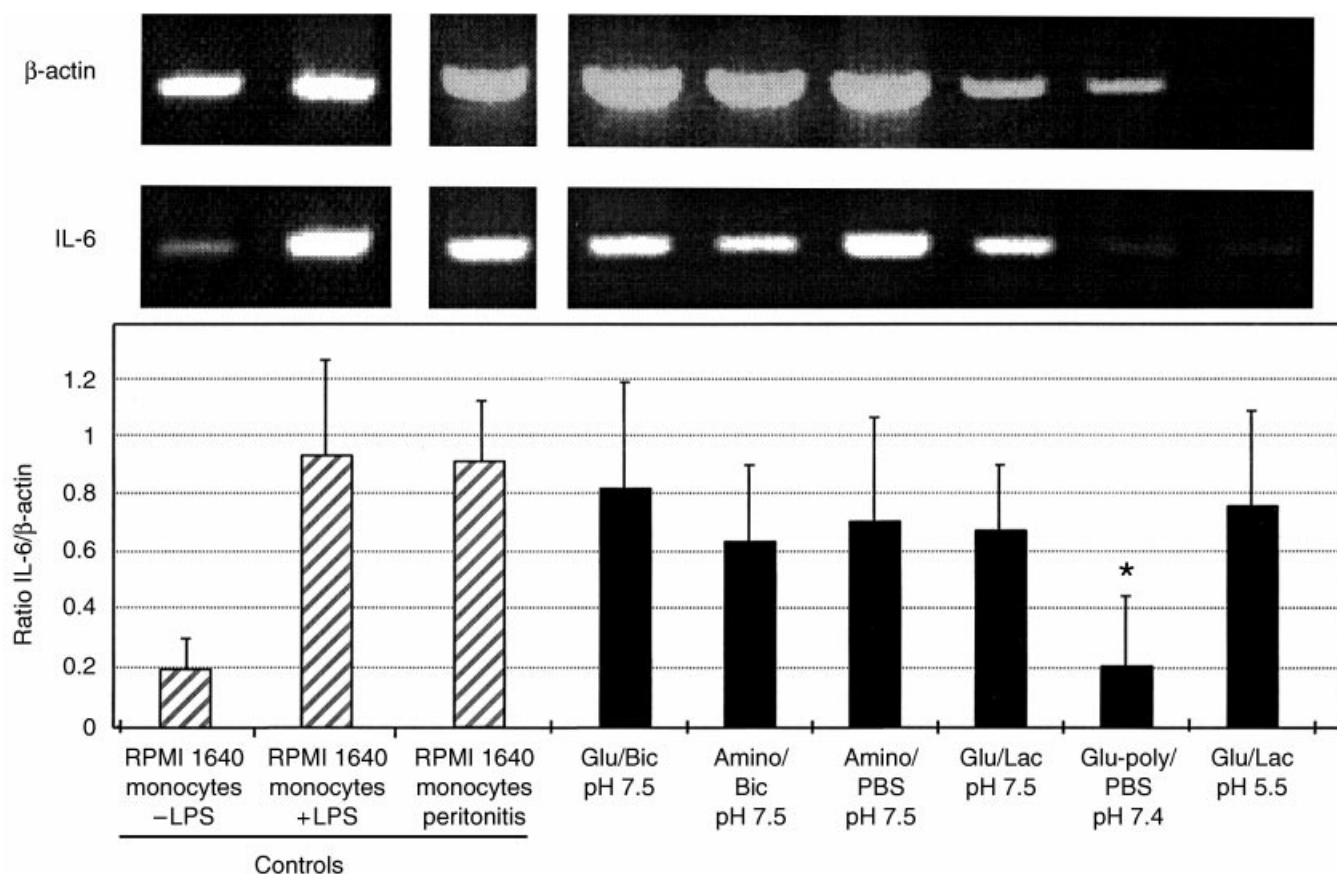 β-actin
IL-6
Ratio IL-6/β-actin
1.2
1
0.8
0.6
0.4
0.2
0
*
RPMI 1640
monocytes
–LPS
RPMI 1640
monocytes
+LPS
RPMI 1640
monocytes
peritonitis
Glu/Bic
pH 7.5
Amino/
Bic
pH 7.5
Amino/
PBS
pH 7.5
Glu/Lac
pH 7.5
Glu-poly/
PBS
pH 7.4
Glu/Lac
pH 5.5
Controls